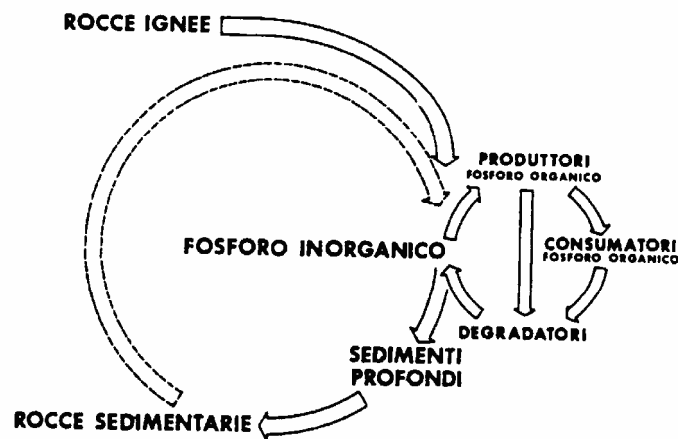 ROCCE IGNEE
PRODUTTORI
FOSFORO ORGANICO
FOSFORO INORGANICO
CONSUMATORI
FOSFORO ORGANICO
DEGRADATORI
SEDIMENTI
PROFONDI
ROCCE SEDIMENTARIE